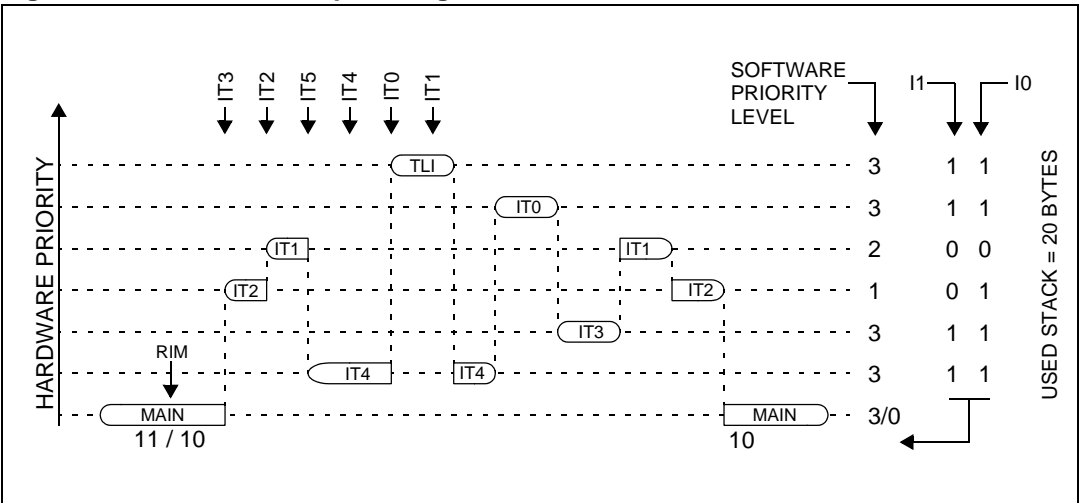 IT3 IT2 IT5 IT4 IT0 IT1
SOFTWARE
PRIORITY
LEVEL
I1
I0
HARDWARE PRIORITY
TLI
3 1 1
IT0
3 1 1
IT1
IT1
2 0 0
IT2
IT2
1 0 1
IT3
3 1 1
RIM
IT4
IT4
3 1 1
MAIN
MAIN
3/0
11 / 10
10
USED STACK = 20 BYTES